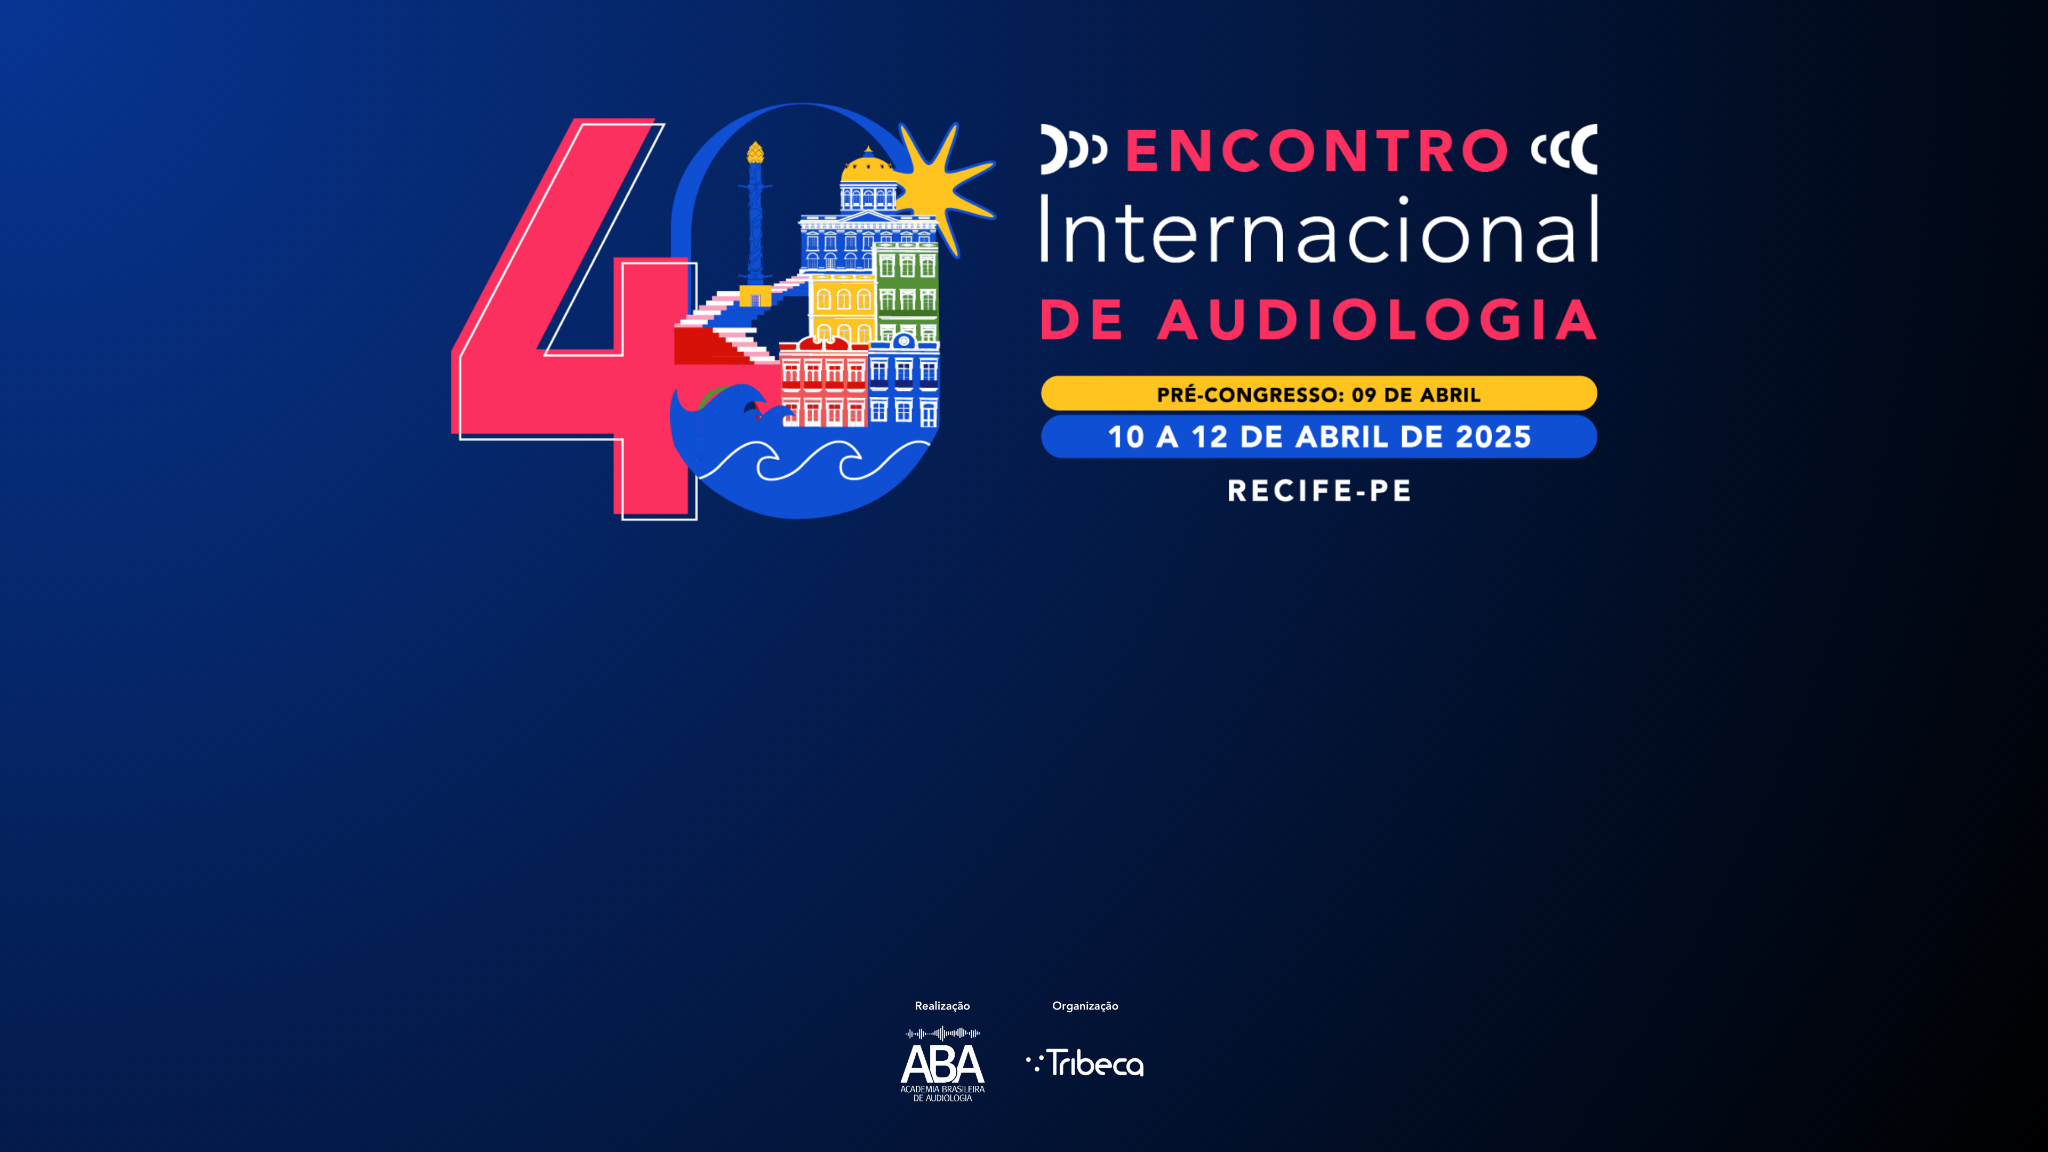 40
ENCONTRO
Internacional
DE AUDIOLOGIA
PRÉ-CONGRESSO: 09 DE ABRIL
10 A 12 DE ABRIL DE 2025
RECIFE-PE
Realização
ABA
ACADEMIA BRASILEIRA
DE AUDIOLOGIA
Organização
Tribeca